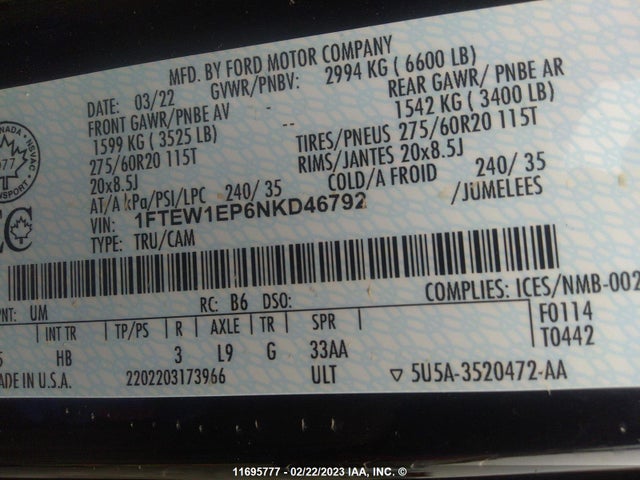 MFD. BY FORD MOTOR COMPANY
DATE: 03/22 GVWR/PNBV: 2994 KG ( 6600 LB)
FRONT GAWR/PNBE AV - REAR GAWR/ PNBE AR
1599 KG ( 3525 LB) -- 1542 KG ( 3400 LB)
275/60R20 115T TIRES/PNEUS 275/60R20 115T
20x8.5J RIMS/JANTES 20x8.5J
AT/A kPa/PSI/LPC 240/ 35 COLD/A FROID 240/ 35
VIN: 1FTEW1EP6NKD46792 /JUMELEES
TYPE: TRU/CAM
NSVAC
COMPLIES: ICES/NMB-002
PNT: UM RC: B6 DSO:
INT TR TP/PS R AXLE TR SPR F0114
HB 3 L9 G 33AA T0442
MADE IN U.S.A. 2202203173966 ULT ▽ 5U5A-3520472-AA
11695777 - 02/22/2023 IAA, INC. ©